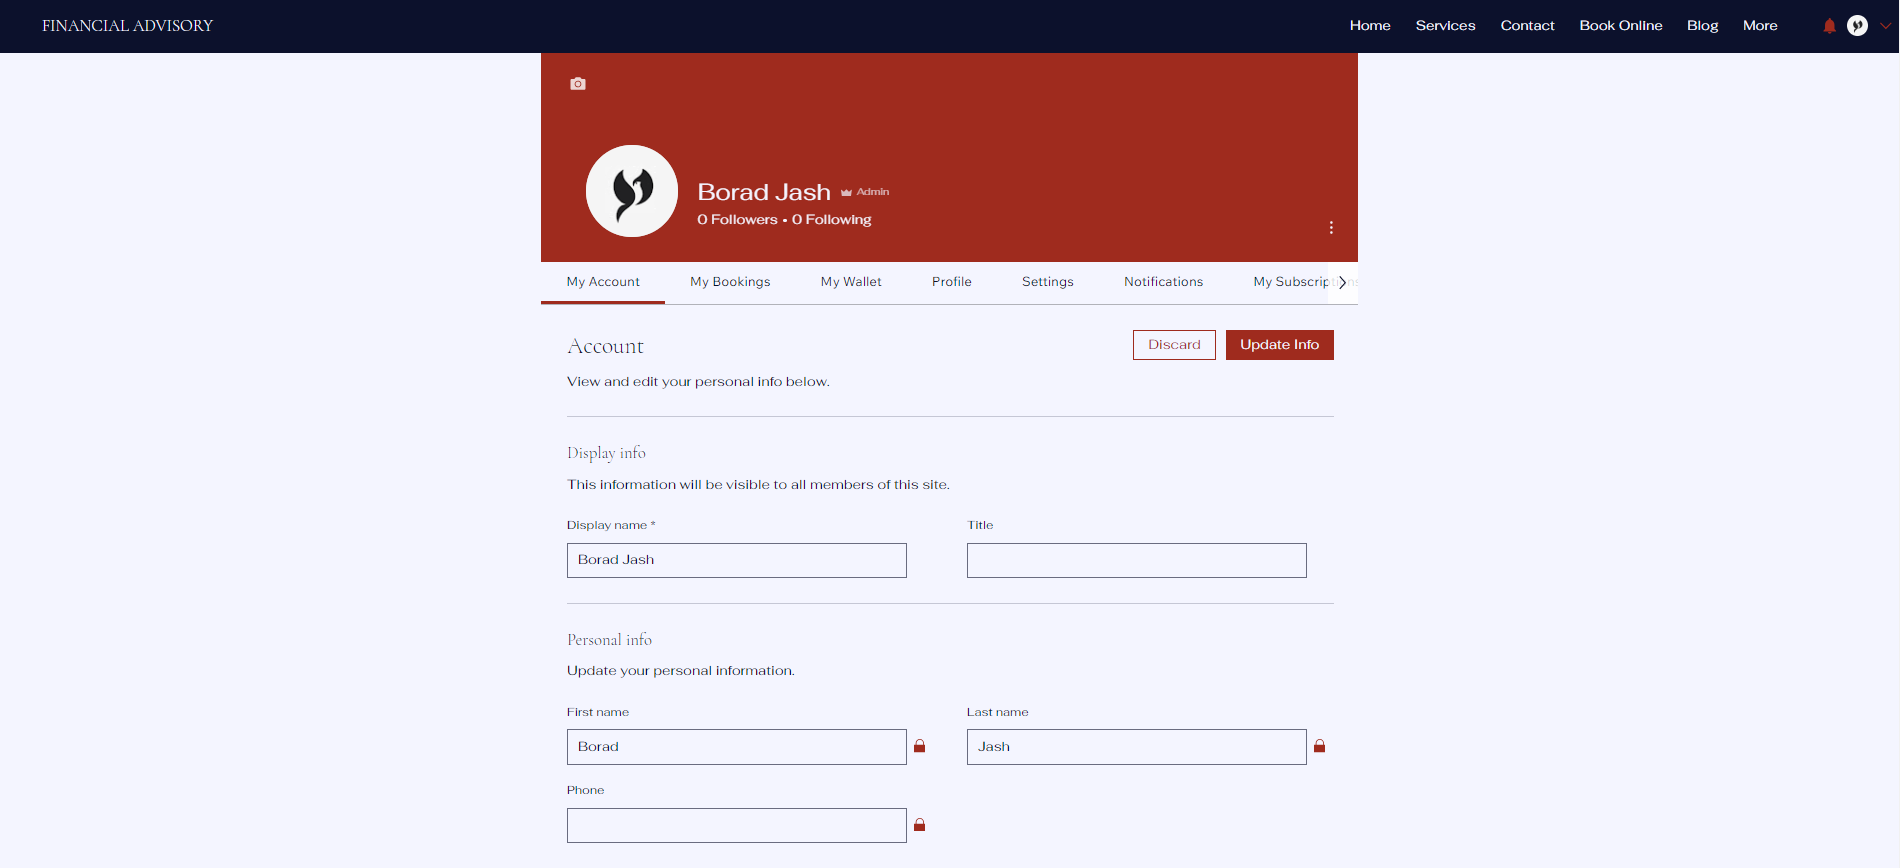 FINANCIAL ADVISORY
Home Services Contact Book Online Blog More
Borad Jash Admin
0 Followers • 0 Following
My Account My Bookings My Wallet Profile Settings Notifications My Subscriptions
Account
Discard Update Info
View and edit your personal info below.
Display info
This information will be visible to all members of this site.
Display name * Title
Borad Jash
Personal info
Update your personal information.
First name Last name
Borad Jash
Phone